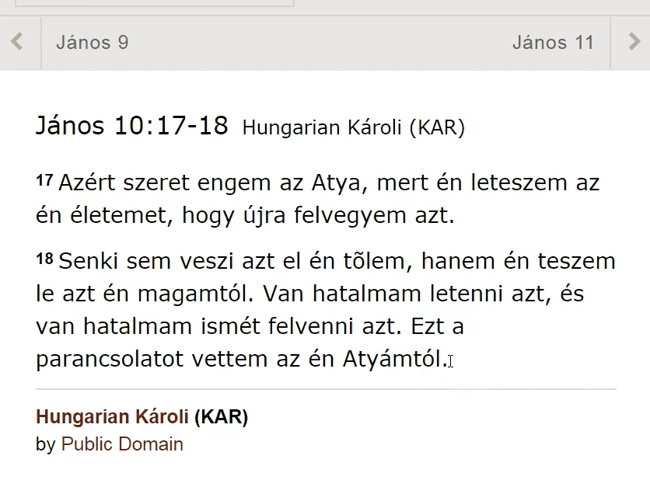 János 9
János 11
János 10:17-18 Hungarian Károli (KAR)
17 Azért szeret engem az Atya, mert én leteszem az
én életemet, hogy újra felvegyem azt.
18 Senki sem veszi azt el én tõlem, hanem én teszem
le azt én magamtól. Van hatalmam letenni azt, és
van hatalmam ismét felvenni azt. Ezt a
parancsolatot vettem az én Atyámtól.
Hungarian Károli (KAR)
by Public Domain